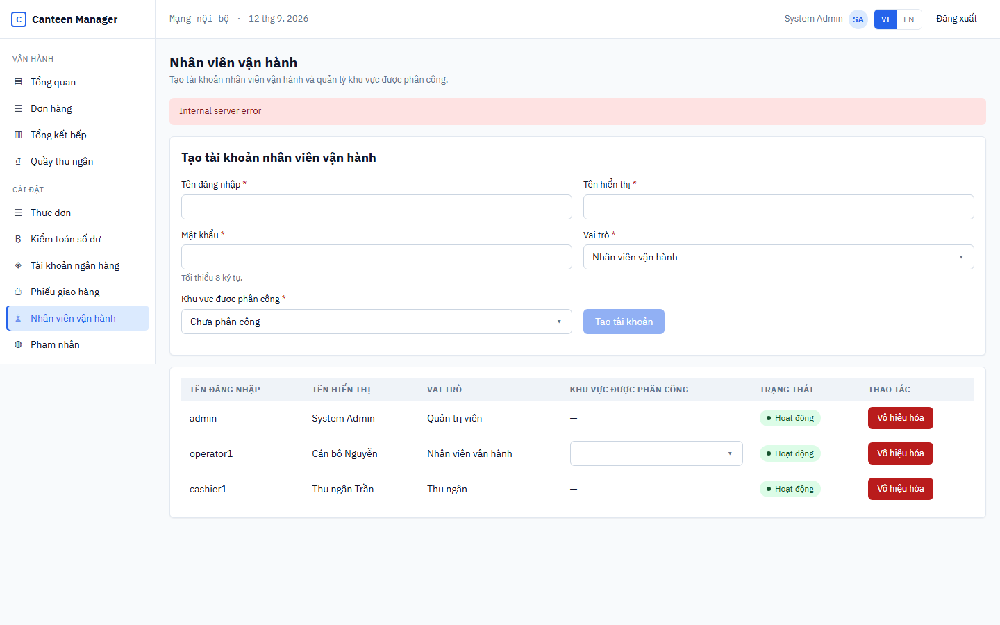 C Canteen Manager
Mạng nội bộ · 12 thg 9, 2026
System Admin SA VI EN Đăng xuất
VẬN HÀNH
Tổng quan
Đơn hàng
Tổng kết bếp
₫ Quầy thu ngân
CÀI ĐẶT
Thực đơn
Kiểm toán số dư
Tài khoản ngân hàng
Phiếu giao hàng
Nhân viên vận hành
Phạm nhân
Nhân viên vận hành
Tạo tài khoản nhân viên vận hành và quản lý khu vực được phân công.
Internal server error
Tạo tài khoản nhân viên vận hành
Tên đăng nhập *
Tên hiển thị *
Mật khẩu *
Tối thiểu 8 ký tự.
Vai trò *
Nhân viên vận hành
Khu vực được phân công *
Chưa phân công
Tạo tài khoản
TÊN ĐĂNG NHẬP TÊN HIỂN THỊ VAI TRÒ KHU VỰC ĐƯỢC PHÂN CÔNG TRẠNG THÁI THAO TÁC
admin System Admin Quản trị viên — Hoạt động Vô hiệu hóa
operator1 Cán bộ Nguyễn Nhân viên vận hành Hoạt động Vô hiệu hóa
cashier1 Thu ngân Trần Thu ngân — Hoạt động Vô hiệu hóa